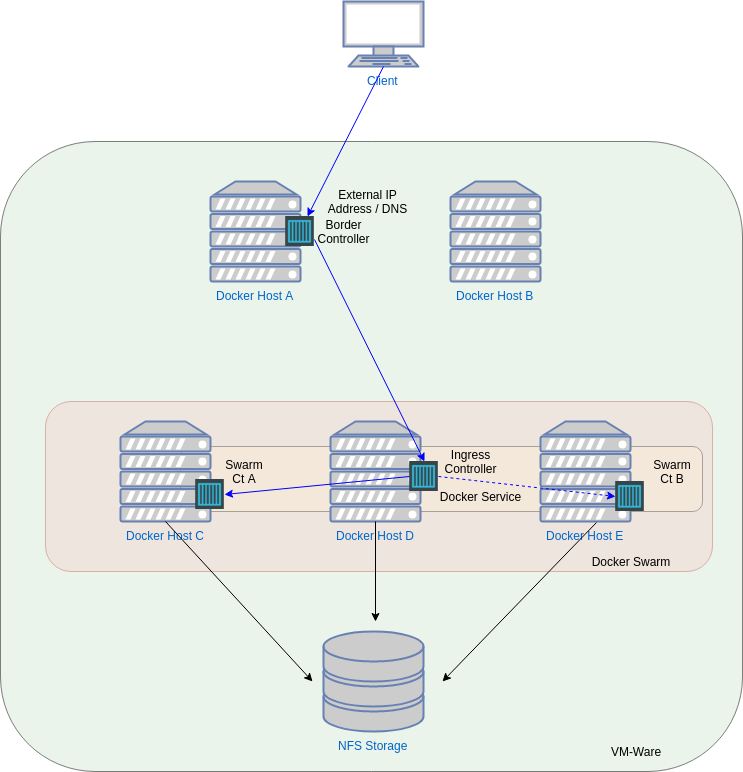 Client
External IP
Address / DNS
Border
Controller
Docker Host A
Docker Host B
Swarm
Ct A
Ingress
Controller
Docker Service
Swarm
Ct B
Docker Host C
Docker Host D
Docker Host E
Docker Swarm
NFS Storage
VM-Ware